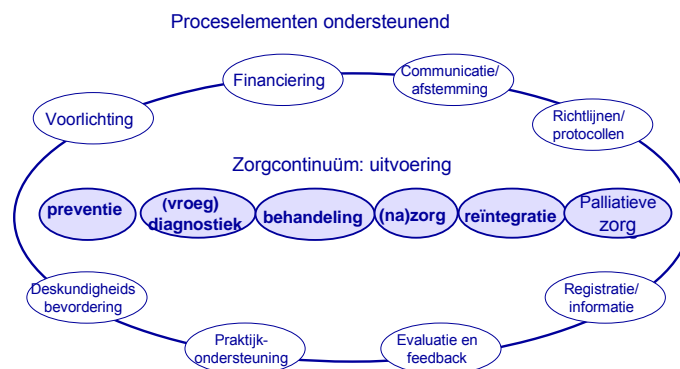 Proceselementen ondersteunend
Financiering
Communicatie/
afstemming
Voorlichting
Richtlijnen/
protocollen
Zorgcontinuüm: uitvoering
preventie
(vroeg)
diagnostiek
behandeling
(na)zorg
reïntegratie
Palliatieve
zorg
Deskundigheids
bevordering
Registratie/
informatie
Praktijk-
ondersteuning
Evaluatie en
feedback